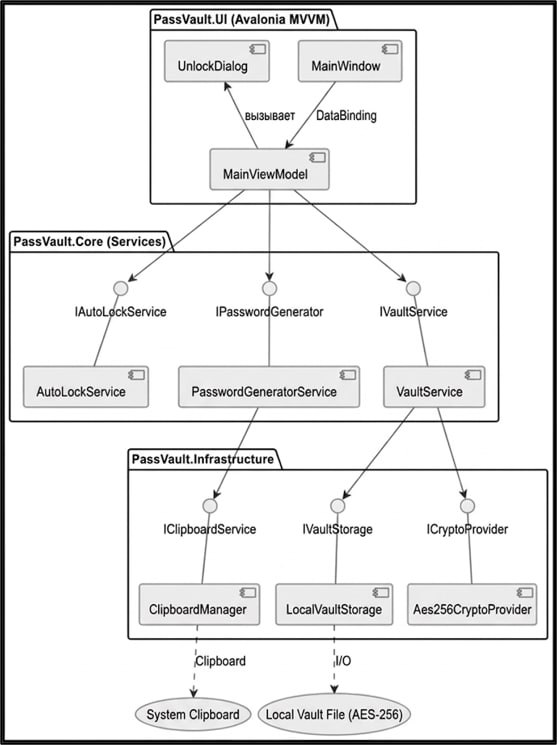 PassVault.UI (Avalonia MVVM)
UnlockDialog
MainWindow
вызывает
DataBinding
MainViewModel
PassVault.Core (Services)
IAutoLockService
IPasswordGenerator
IVaultService
AutoLockService
PasswordGeneratorService
VaultService
PassVault.Infrastructure
IClipboardService
IVaultStorage
ICryptoProvider
ClipboardManager
LocalVaultStorage
Aes256CryptoProvider
Clipboard
I/O
System Clipboard
Local Vault File (AES-256)